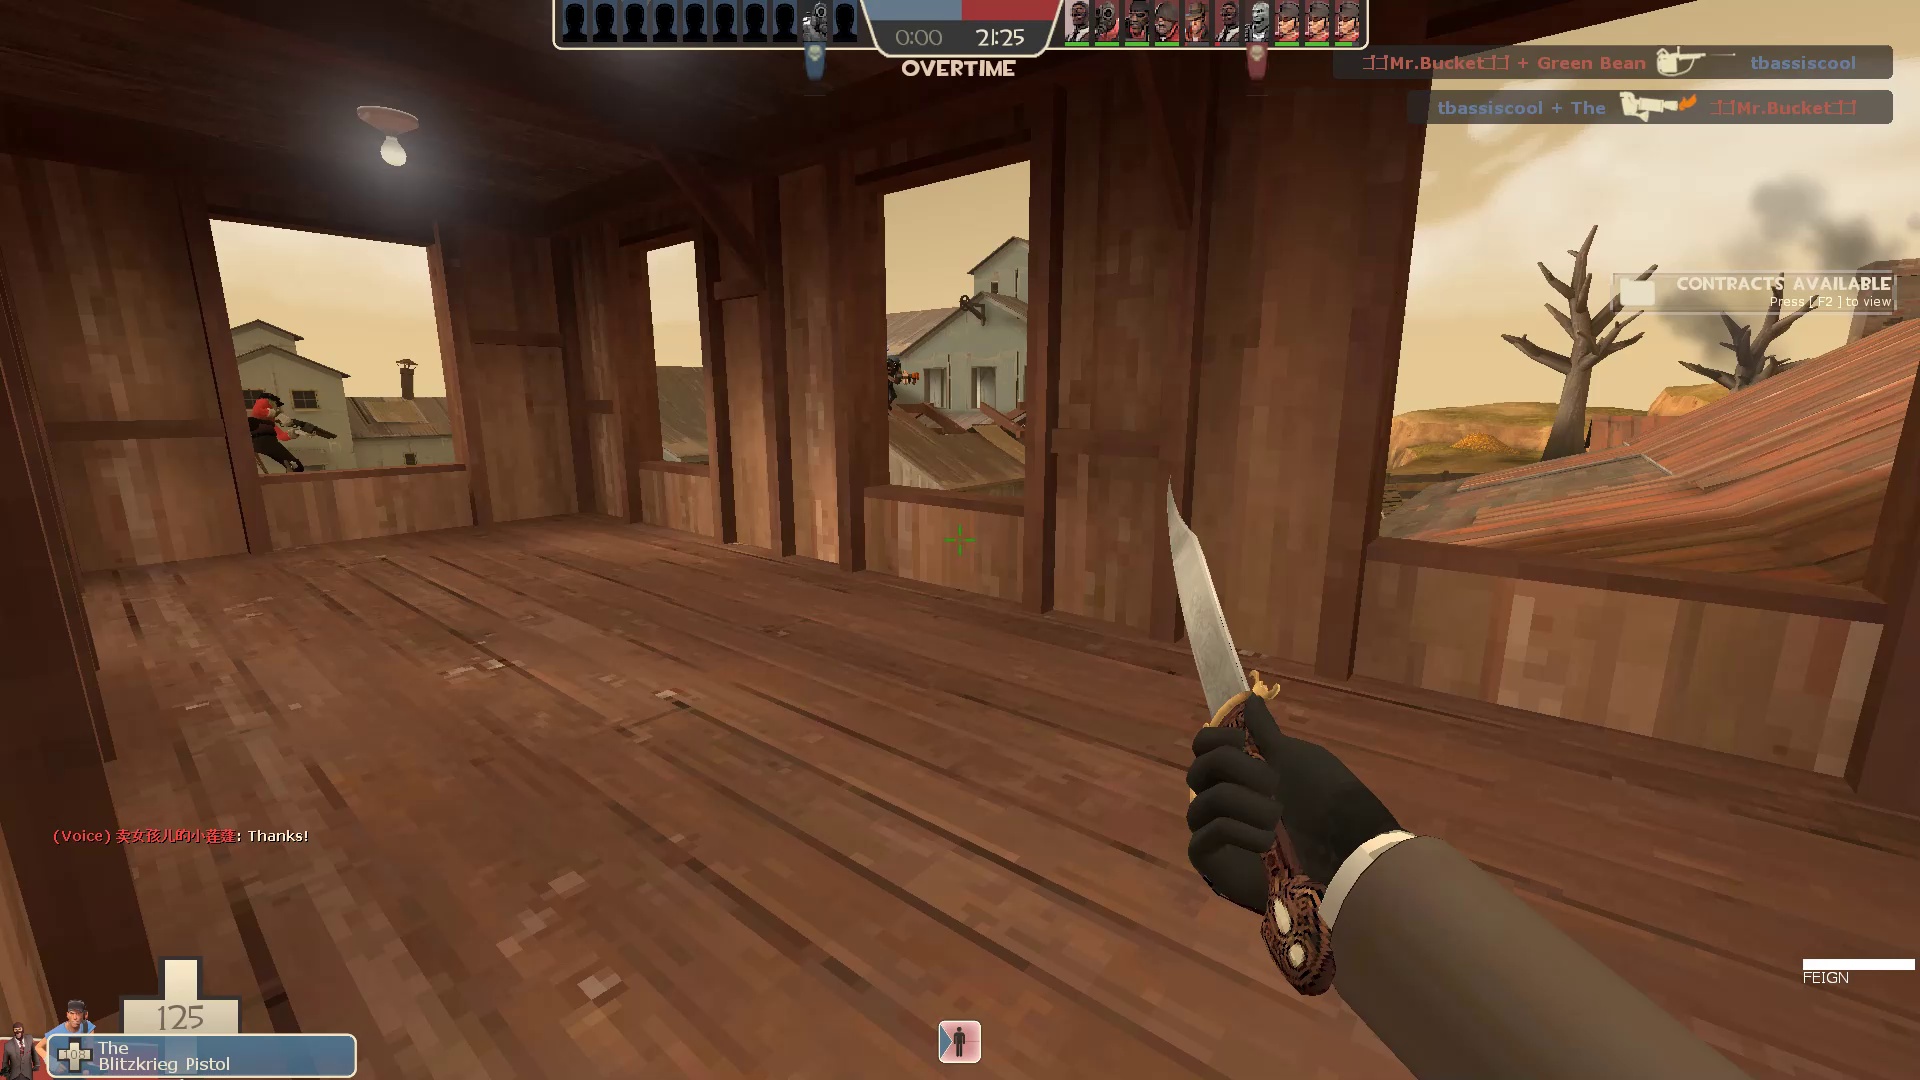 0:00 21:25
OVERTIME
Mr.Bucket + Green Bean tbassiscool
tbassiscool + The Mr.Bucket
CONTRACTS AVAILABLE
Press [ F2 ] to view
(Voice) 卖女孩儿的小莲蓬: Thanks!
125
108
The
Blitzkrieg Pistol
FEIGN